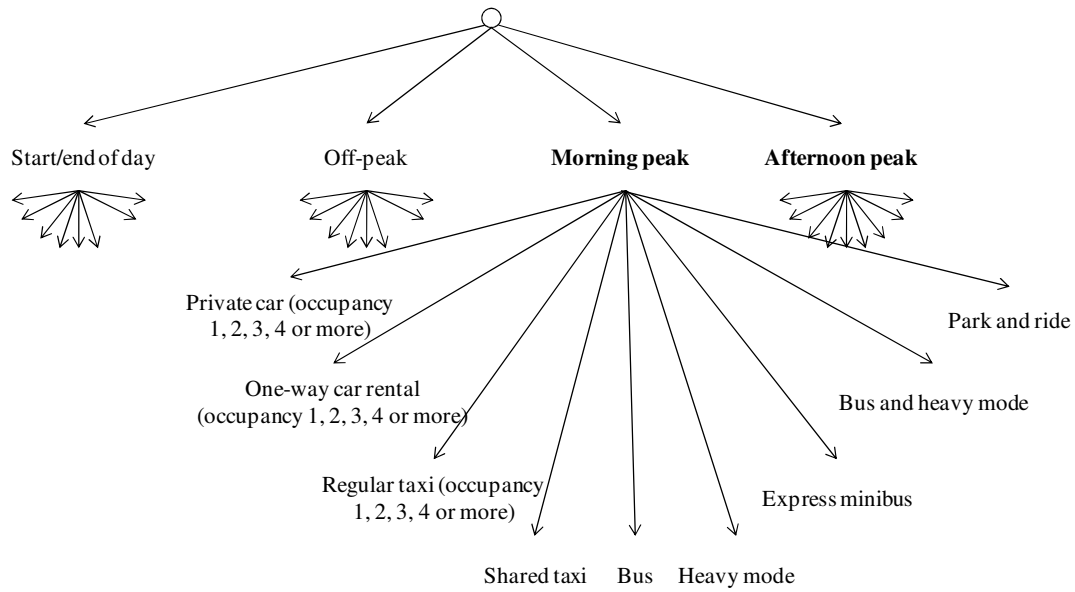 Start/end of day
Off-peak
Morning peak
Afternoon peak
Private car (occupancy
1, 2, 3, 4 or more)
Park and ride
One-way car rental
(occupancy 1, 2, 3, 4 or more)
Bus and heavy mode
Regular taxi (occupancy
1, 2, 3, 4 or more)
Express minibus
Shared taxi
Bus
Heavy mode